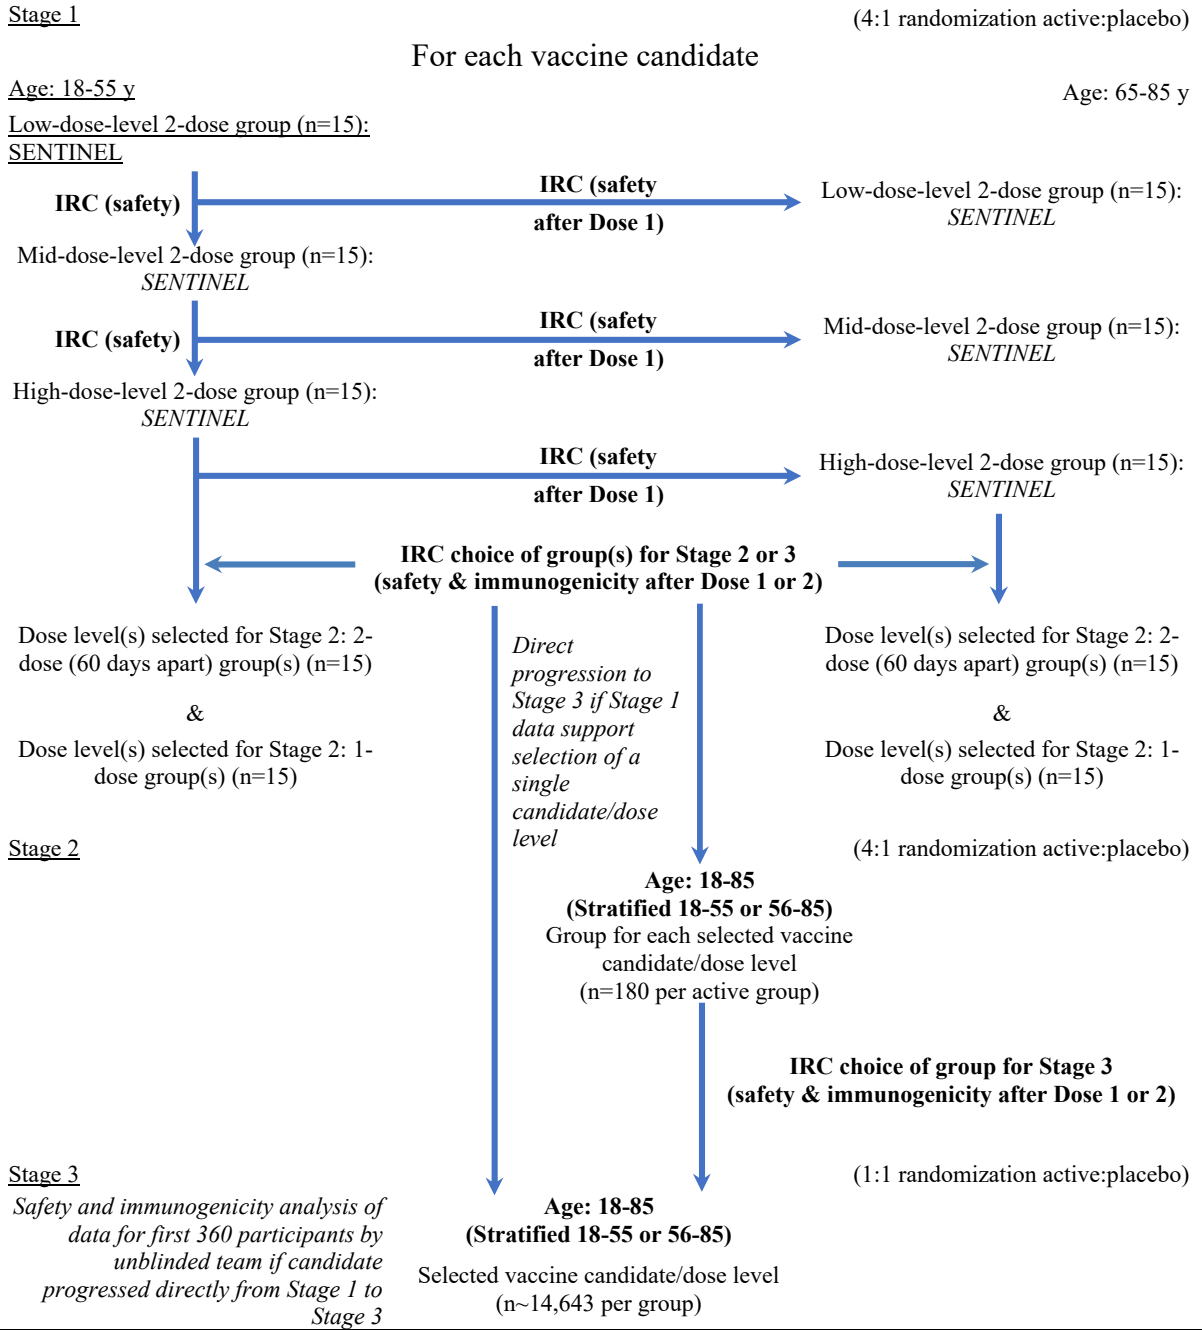 Stage 1
(4:1 randomization active:placebo)
For each vaccine candidate
Age: 18-55 y
Age: 65-85 y
Low-dose-level 2-dose group (n=15):
SENTINEL
IRC (safety)
IRC (safety
after Dose 1)
Low-dose-level 2-dose group (n=15):
SENTINEL
Mid-dose-level 2-dose group (n=15):
SENTINEL
IRC (safety)
IRC (safety
after Dose 1)
Mid-dose-level 2-dose group (n=15):
SENTINEL
High-dose-level 2-dose group (n=15):
SENTINEL
IRC (safety
after Dose 1)
High-dose-level 2-dose group (n=15):
SENTINEL
IRC choice of group(s) for Stage 2 or 3
(safety & immunogenicity after Dose 1 or 2)
Dose level(s) selected for Stage 2: 2-
dose (60 days apart) group(s) (n=15)
&
Dose level(s) selected for Stage 2: 1-
dose group(s) (n=15)
Direct
progression to
Stage 3 if Stage 1
data support
selection of a
single
candidate/dose
level
Dose level(s) selected for Stage 2: 2-
dose (60 days apart) group(s) (n=15)
&
Dose level(s) selected for Stage 2: 1-
dose group(s) (n=15)
Stage 2
(4:1 randomization active:placebo)
Age: 18-85
(Stratified 18-55 or 56-85)
Group for each selected vaccine
candidate/dose level
(n=180 per active group)
IRC choice of group for Stage 3
(safety & immunogenicity after Dose 1 or 2)
Stage 3
(1:1 randomization active:placebo)
Safety and immunogenicity analysis of
data for first 360 participants by
unblinded team if candidate
progressed directly from Stage 1 to
Stage 3
Age: 18-85
(Stratified 18-55 or 56-85)
Selected vaccine candidate/dose level
(n~14,643 per group)